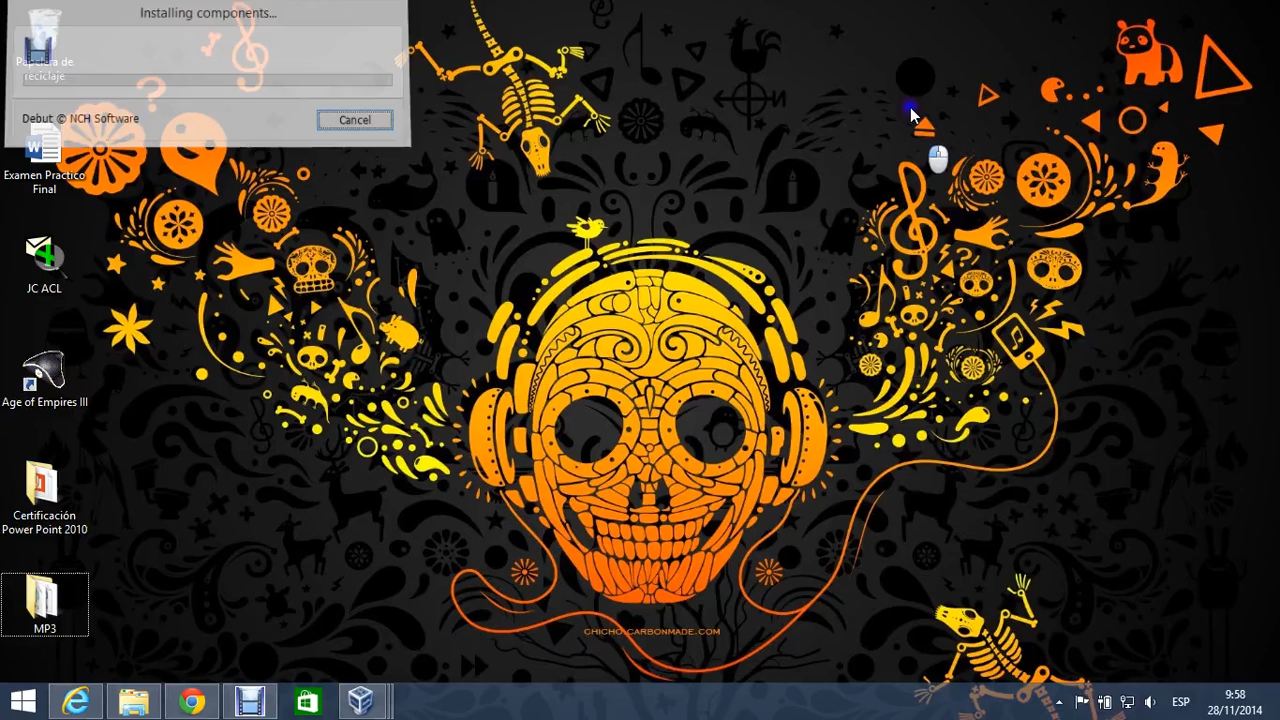 Installing components...
Papelera de
reciclaje
Debut © NCH Software
Cancel
Examen Practico
Final
JC ACL
Age of Empires III
Certificación
Power Point 2010
MP3
CHICHO.CARBONMADE.COM
ESP
9:58
28/11/2014